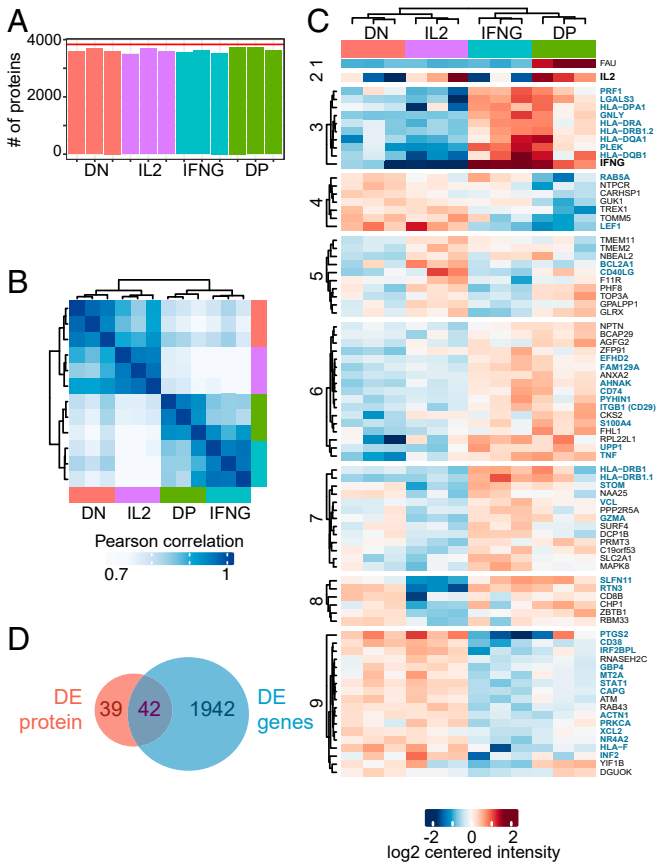 A
# of proteins
4000
2000
0
DN
IL2
IFNG
DP
B
DN
IL2
DP
IFNG
Pearson correlation
0.7
1
D
DE
protein
39
42
1942
DE
genes
C
DN
IL2
IFNG
DP
1
FAU
2
IL2
3
PRF1
LGALS3
HLA-DPA1
GNLY
HLA-DRA
HLA-DRB1.2
HLA-DQA1
PLEK
HLA-DQB1
IFNG
4
RAB5A
NTPCR
CARHSP1
GUK1
TREX1
TOMM5
LEF1
5
TMEM11
TMEM2
NBEAL2
BCL2A1
CD40LG
F11R
PHF8
TOP3A
GPALPP1
GLRX
6
NPTN
BCAP29
AGFG2
ZFP91
EFHD2
FAM129A
ANXA2
AHNAK
CD74
PYHIN1
ITGB1 (CD29)
CKS2
S100A4
FHL1
RPL22L1
UPP1
TNF
7
HLA-DRB1
HLA-DRB1.1
STOM
NAA25
VCL
PPP2R5A
GZMA
SURF4
DCP1B
PRMT3
C19orf53
SLC2A1
MAPK8
8
SLFN11
RTN3
CD8B
CHP1
ZBTB1
RBM33
9
PTGS2
CD38
IRF2BPL
RNASEH2C
GBP4
MT2A
STAT1
CAPG
ATM
RAB43
ACTN1
PRKCA
XCL2
NR4A2
HLA-F
INF2
YIF1B
DGUOK
-2
0
2
log2 centered intensity